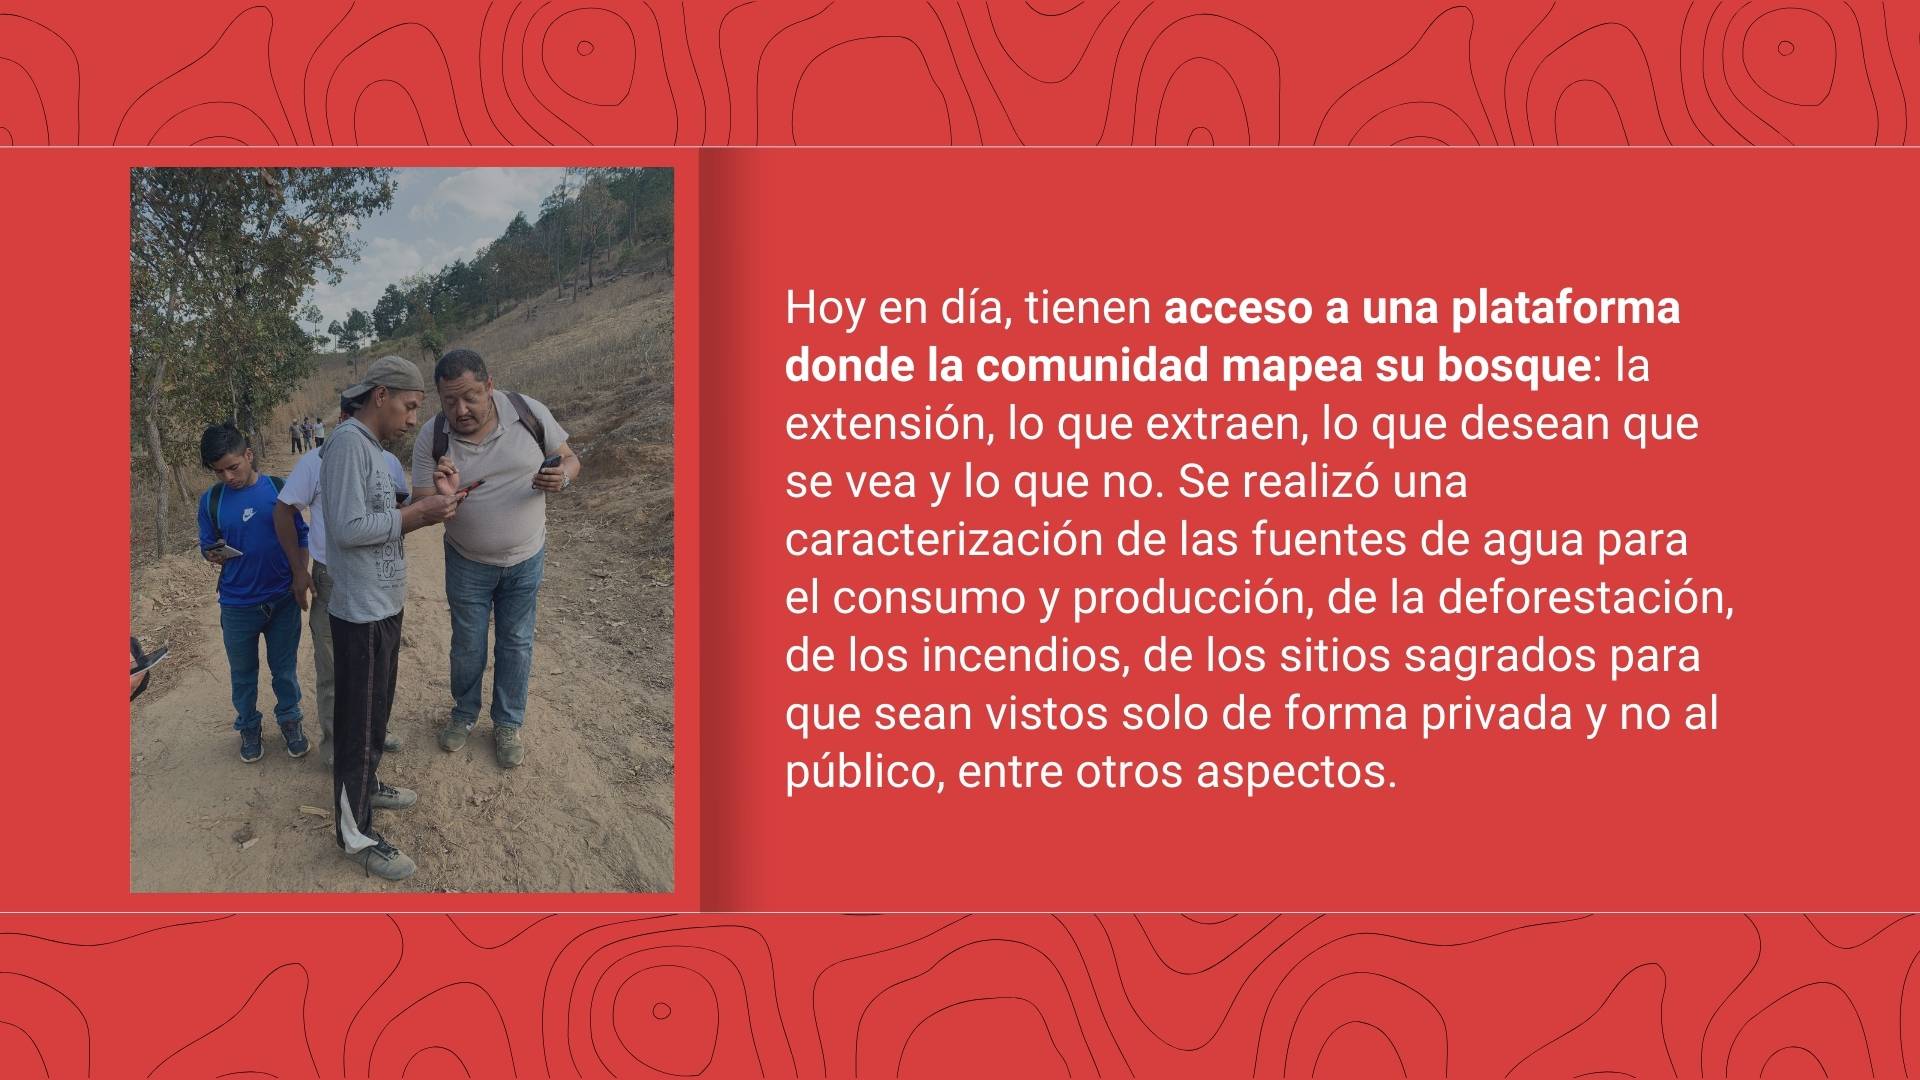 Hoy en día, tienen acceso a una plataforma
donde la comunidad mapea su bosque: la
extensión, lo que extraen, lo que desean que
se vea y lo que no. Se realizó una
caracterización de las fuentes de agua para
el consumo y producción, de la deforestación,
de los incendios, de los sitios sagrados para
que sean vistos solo de forma privada y no al
público, entre otros aspectos.